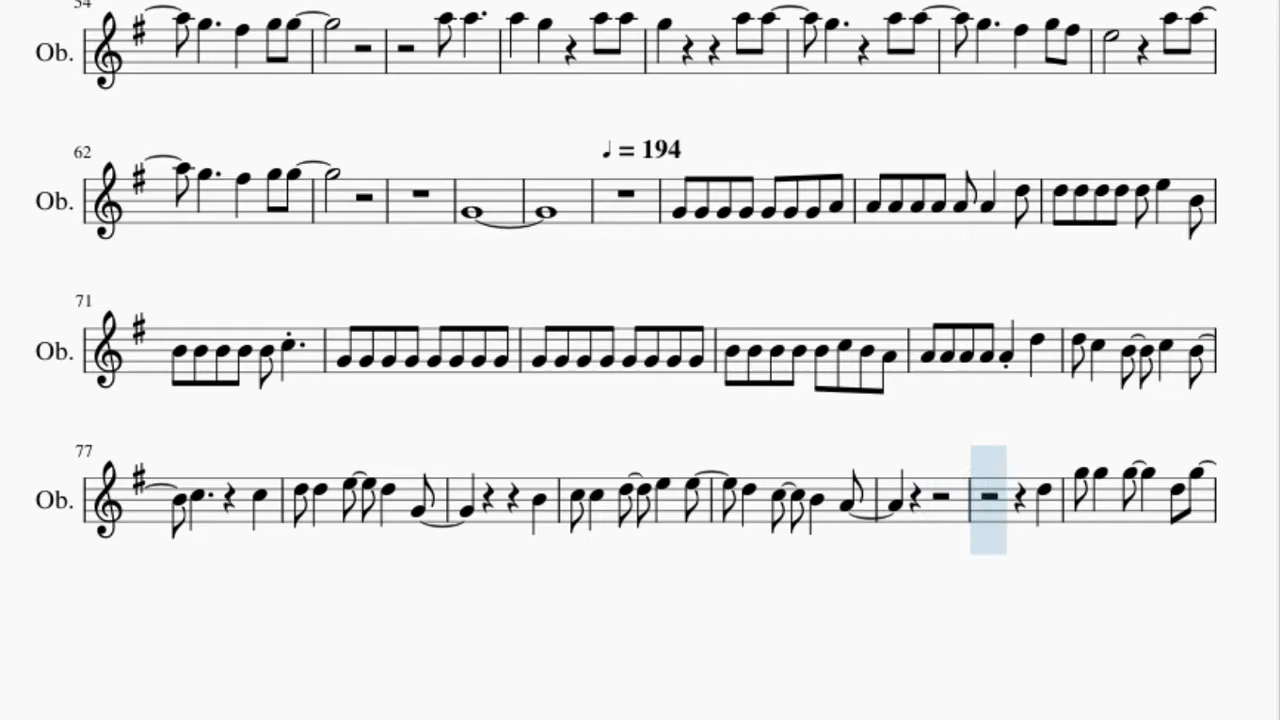 54
Ob.
♩ = 194
62
Ob.
71
Ob.
77
Ob.